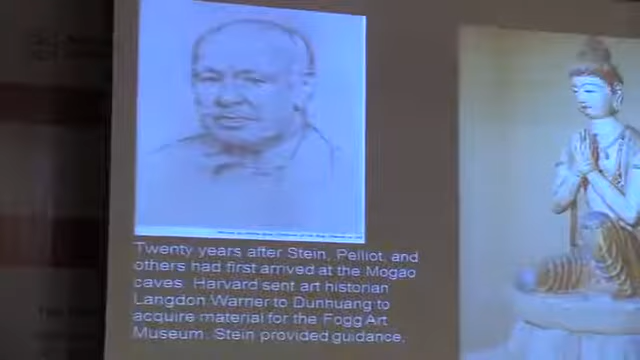 Twenty years after Stein, Pelliot, and
others had first arrived at the Mogao
caves. Harvard sent art historian
Langdon Warner to Dunhuang to
acquire material for the Fogg Art
Museum. Stein provided guidance.